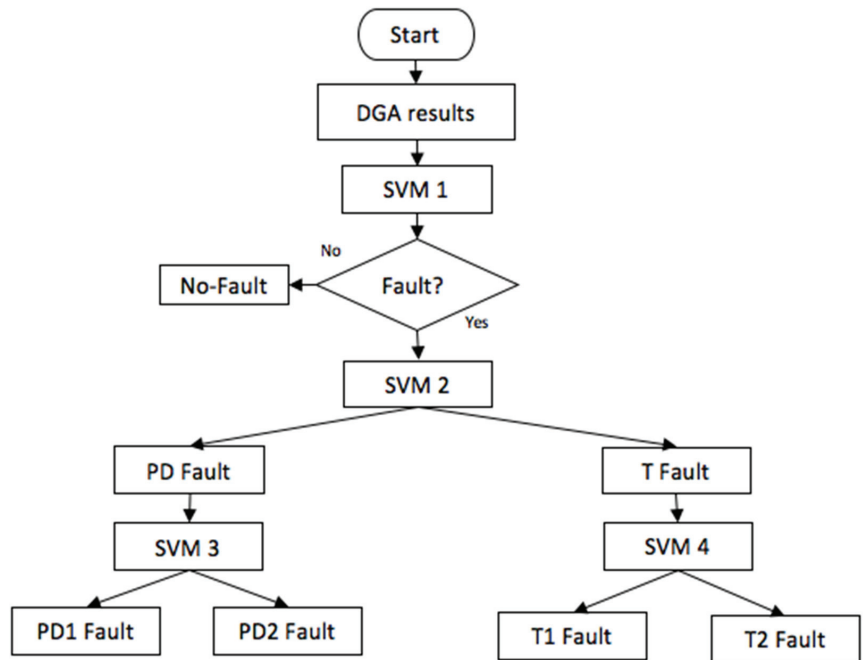 Start
DGA results
SVM 1
No
Fault?
No-Fault
Yes
SVM 2
PD Fault
T Fault
SVM 3
SVM 4
PD1 Fault
PD2 Fault
T1 Fault
T2 Fault